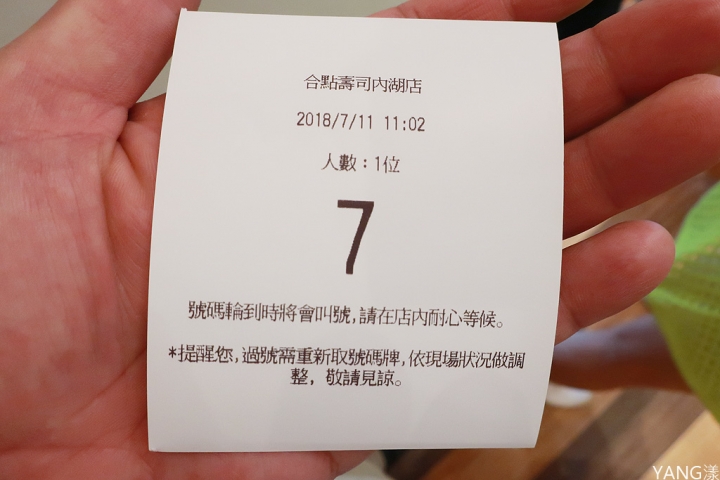 合點壽司內湖店
2018/7/11 11:02
人數：1位
7
號碼輪到時將會叫號,請在店內耐心等候。
*提醒您,過號需重新取號碼牌,依現場狀況做調
整, 敬請見諒。
YANG漾